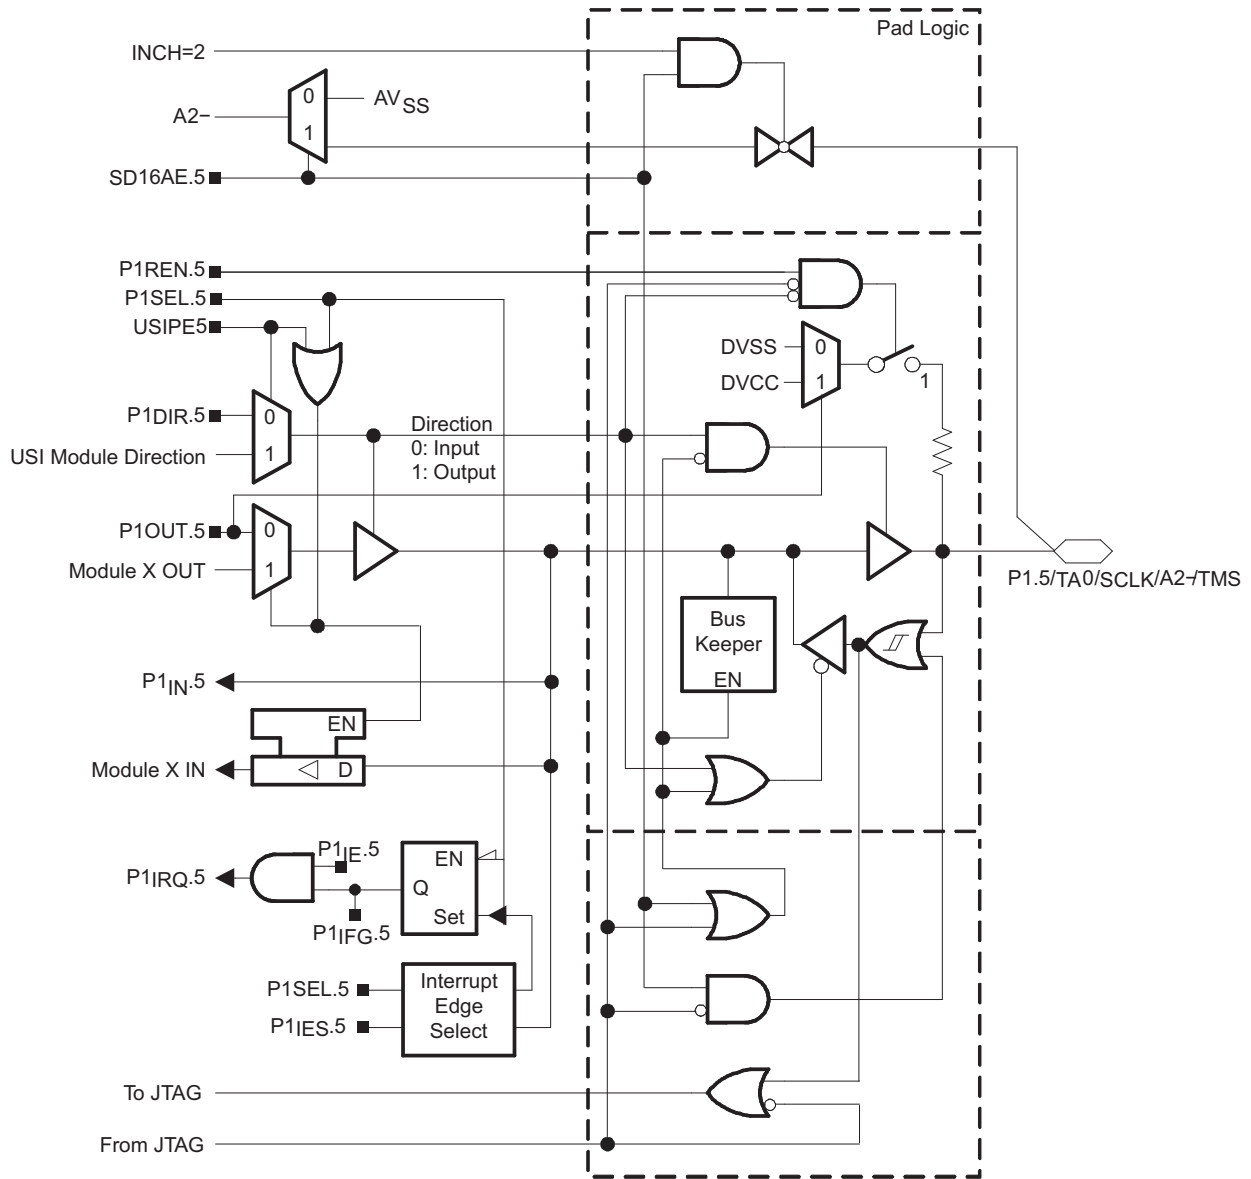 Pad Logic
INCH=2
0
AVSS
A2−
1
SD16AE.5
P1REN.5
P1SEL.5
USIPE5
DVSS
0
DVCC
1
1
P1DIR.5
0
Direction
0: Input
1: Output
USI Module Direction
1
P1OUT.5
0
Module X OUT
1
P1.5/TA0/SCLK/A2−/TMS
Bus
Keeper
EN
P1IN.5
EN
Module X IN
D
P1IE.5
P1IRQ.5
EN
Q
Set
P1IFG.5
P1SEL.5
Interrupt
Edge
Select
P1IES.5
To JTAG
From JTAG